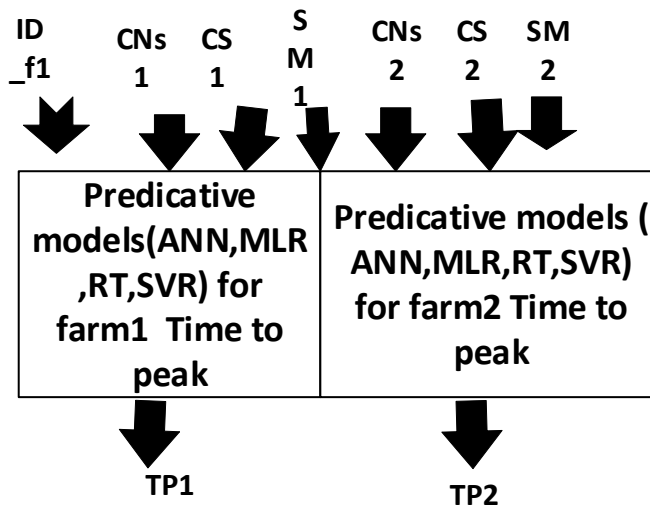 ID
_f1
CNs
1
CS
1
S
M
1
CNs
2
CS
2
SM
2
Predicative
models(ANN,MLR
,RT,SVR) for
farm1 Time to
peak
Predicative models (
ANN,MLR,RT,SVR)
for farm2 Time to
peak
TP1
TP2